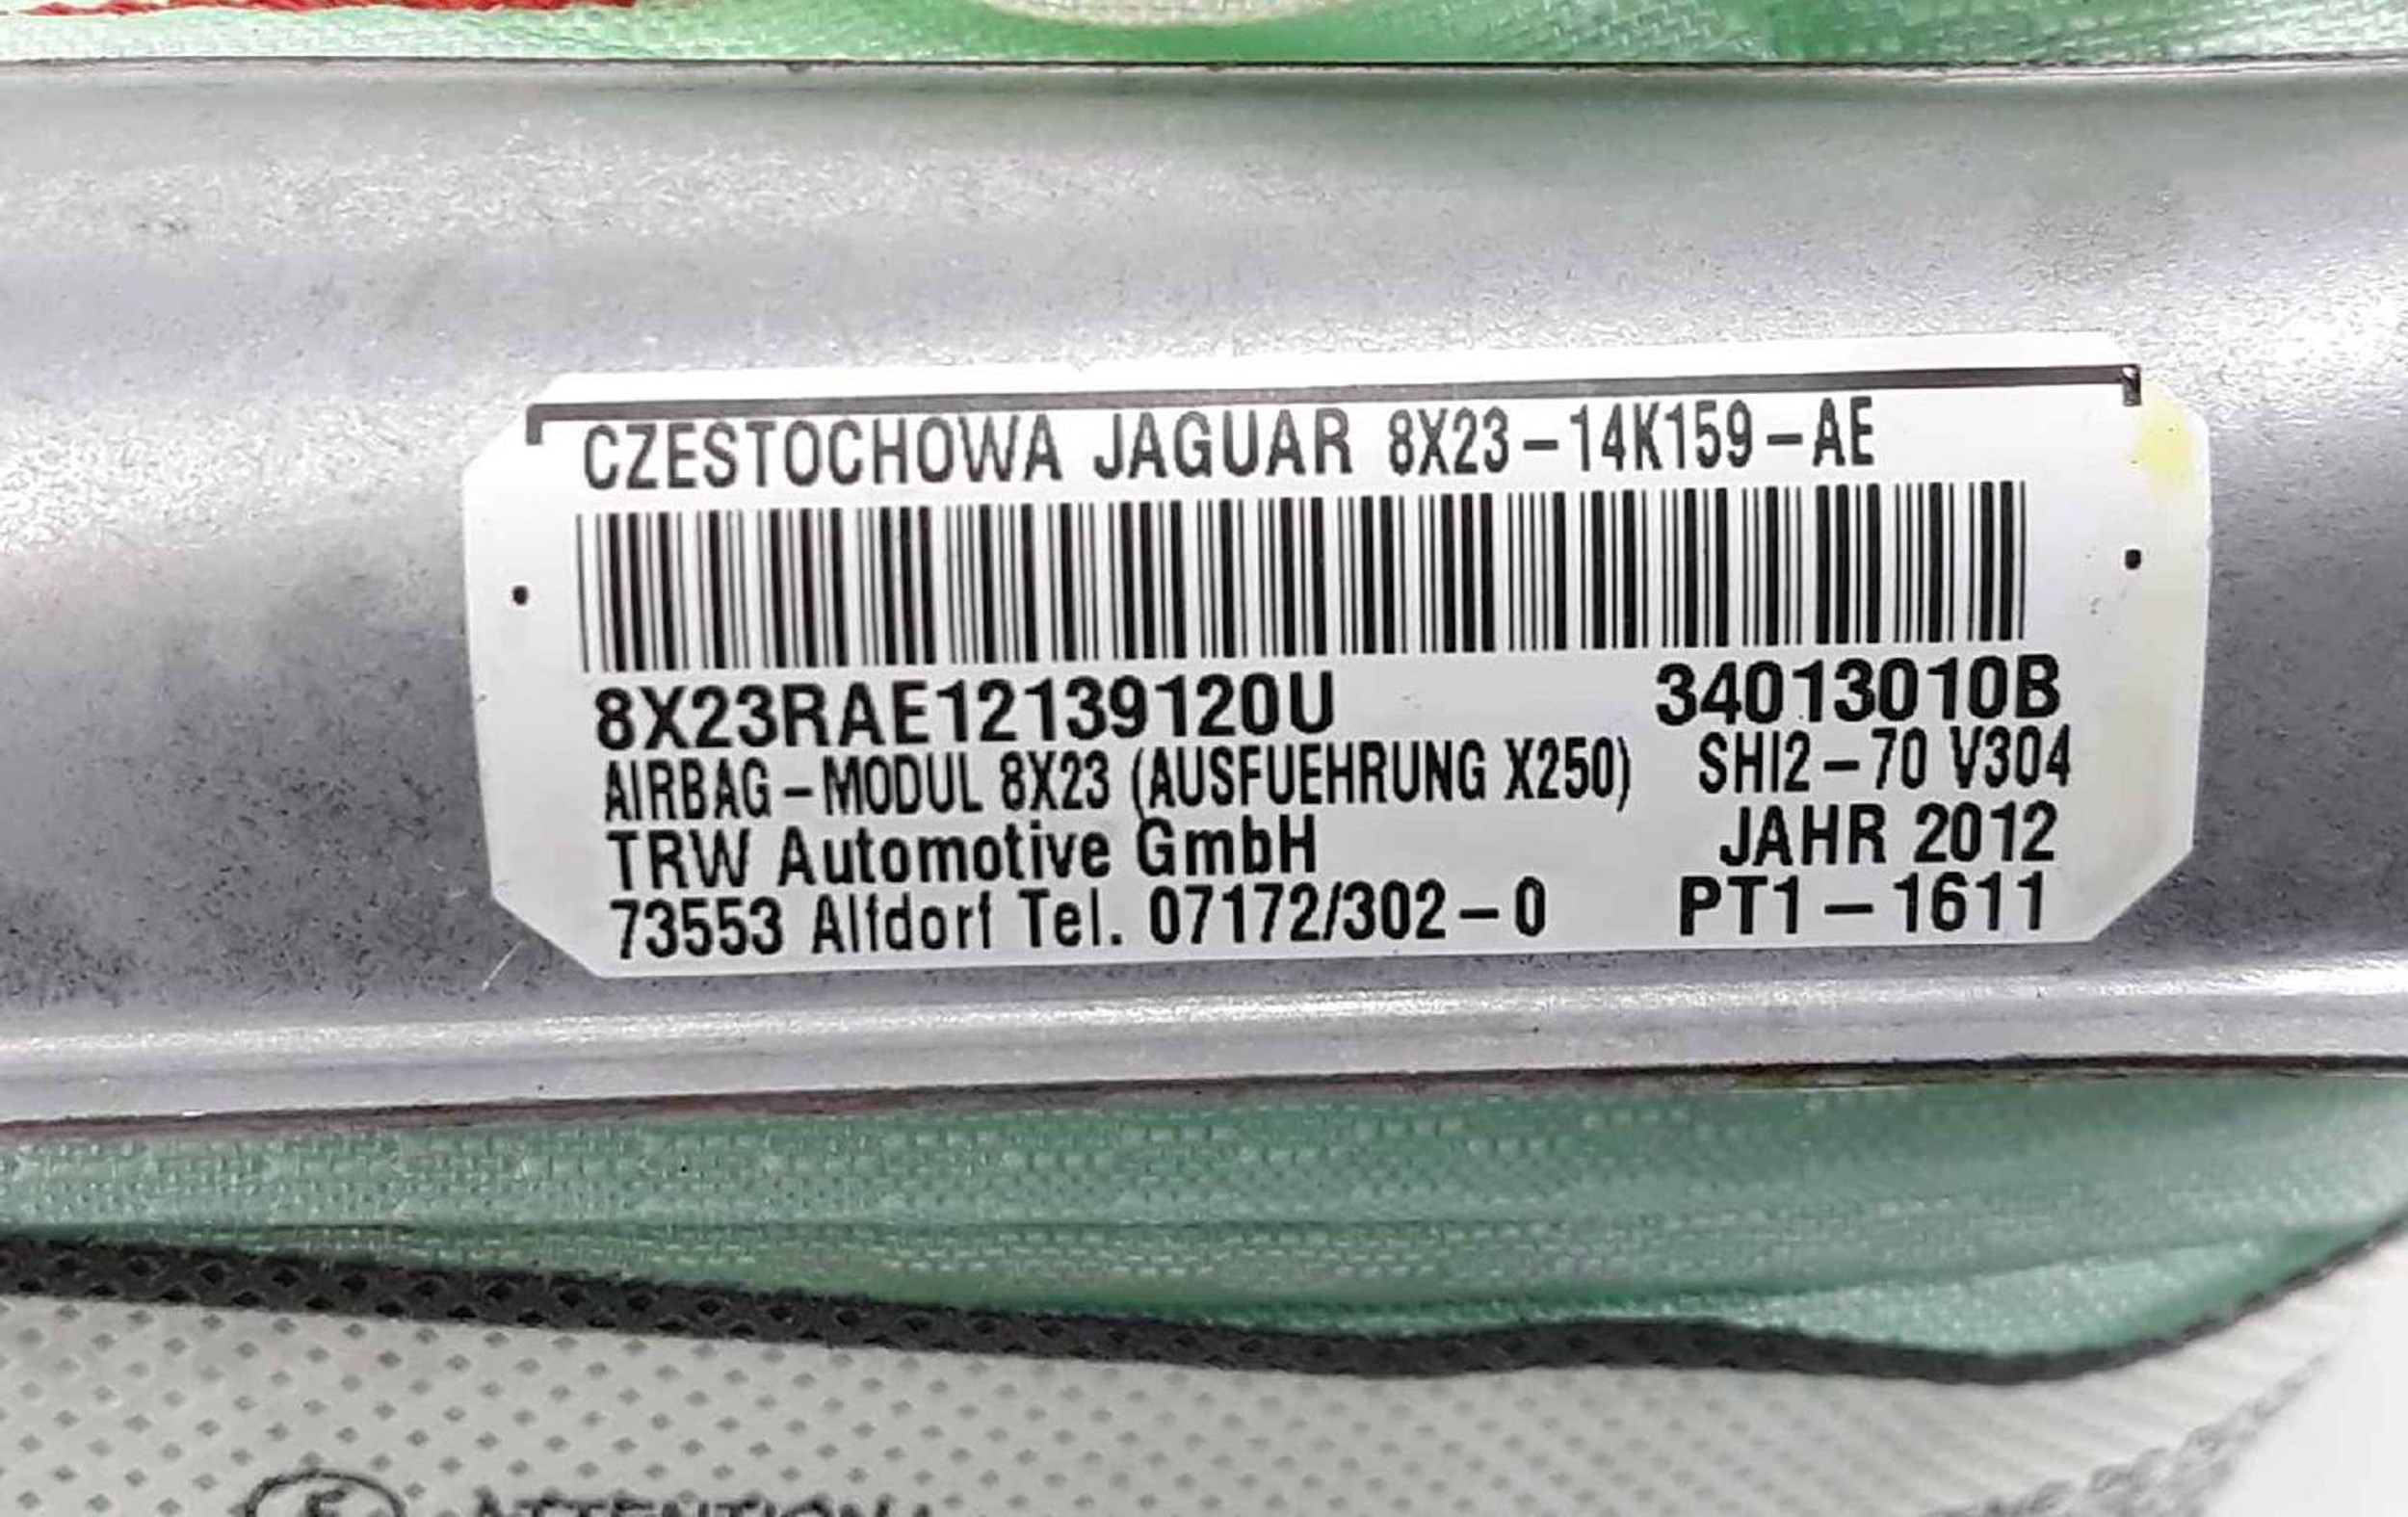 CZESTOCHOWA JAGUAR 8X23-14K159-AE
8X23RAE12139120U 34013010B
AIRBAG-MODUL 8X23 (AUSFUEHRUNG X250) SHI2-70 V304
TRW Automotive GmbH JAHR 2012
73553 Alfdorf Tel. 07172/302-0 PT1-1611
ATTENTION!